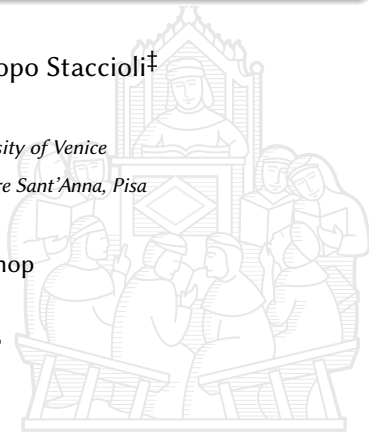 opo Staccioli‡
sity of Venice
re Sant'Anna, Pisa
hop